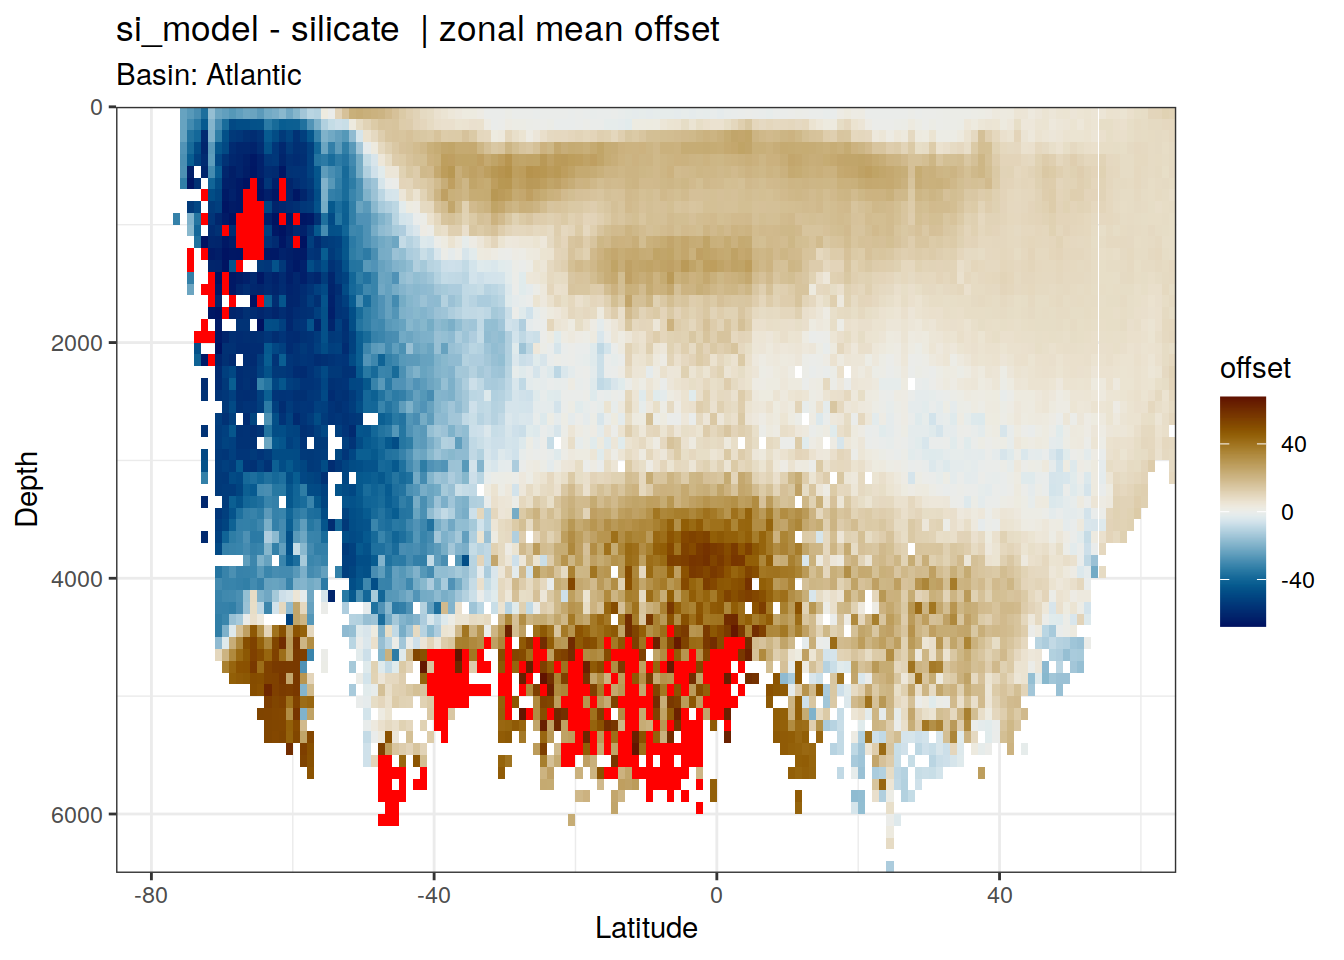 si_model - silicate  | zonal mean offset
Basin: Atlantic
0
2000
4000
6000
Depth
-80
-40
0
40
Latitude
offset
40
0
-40